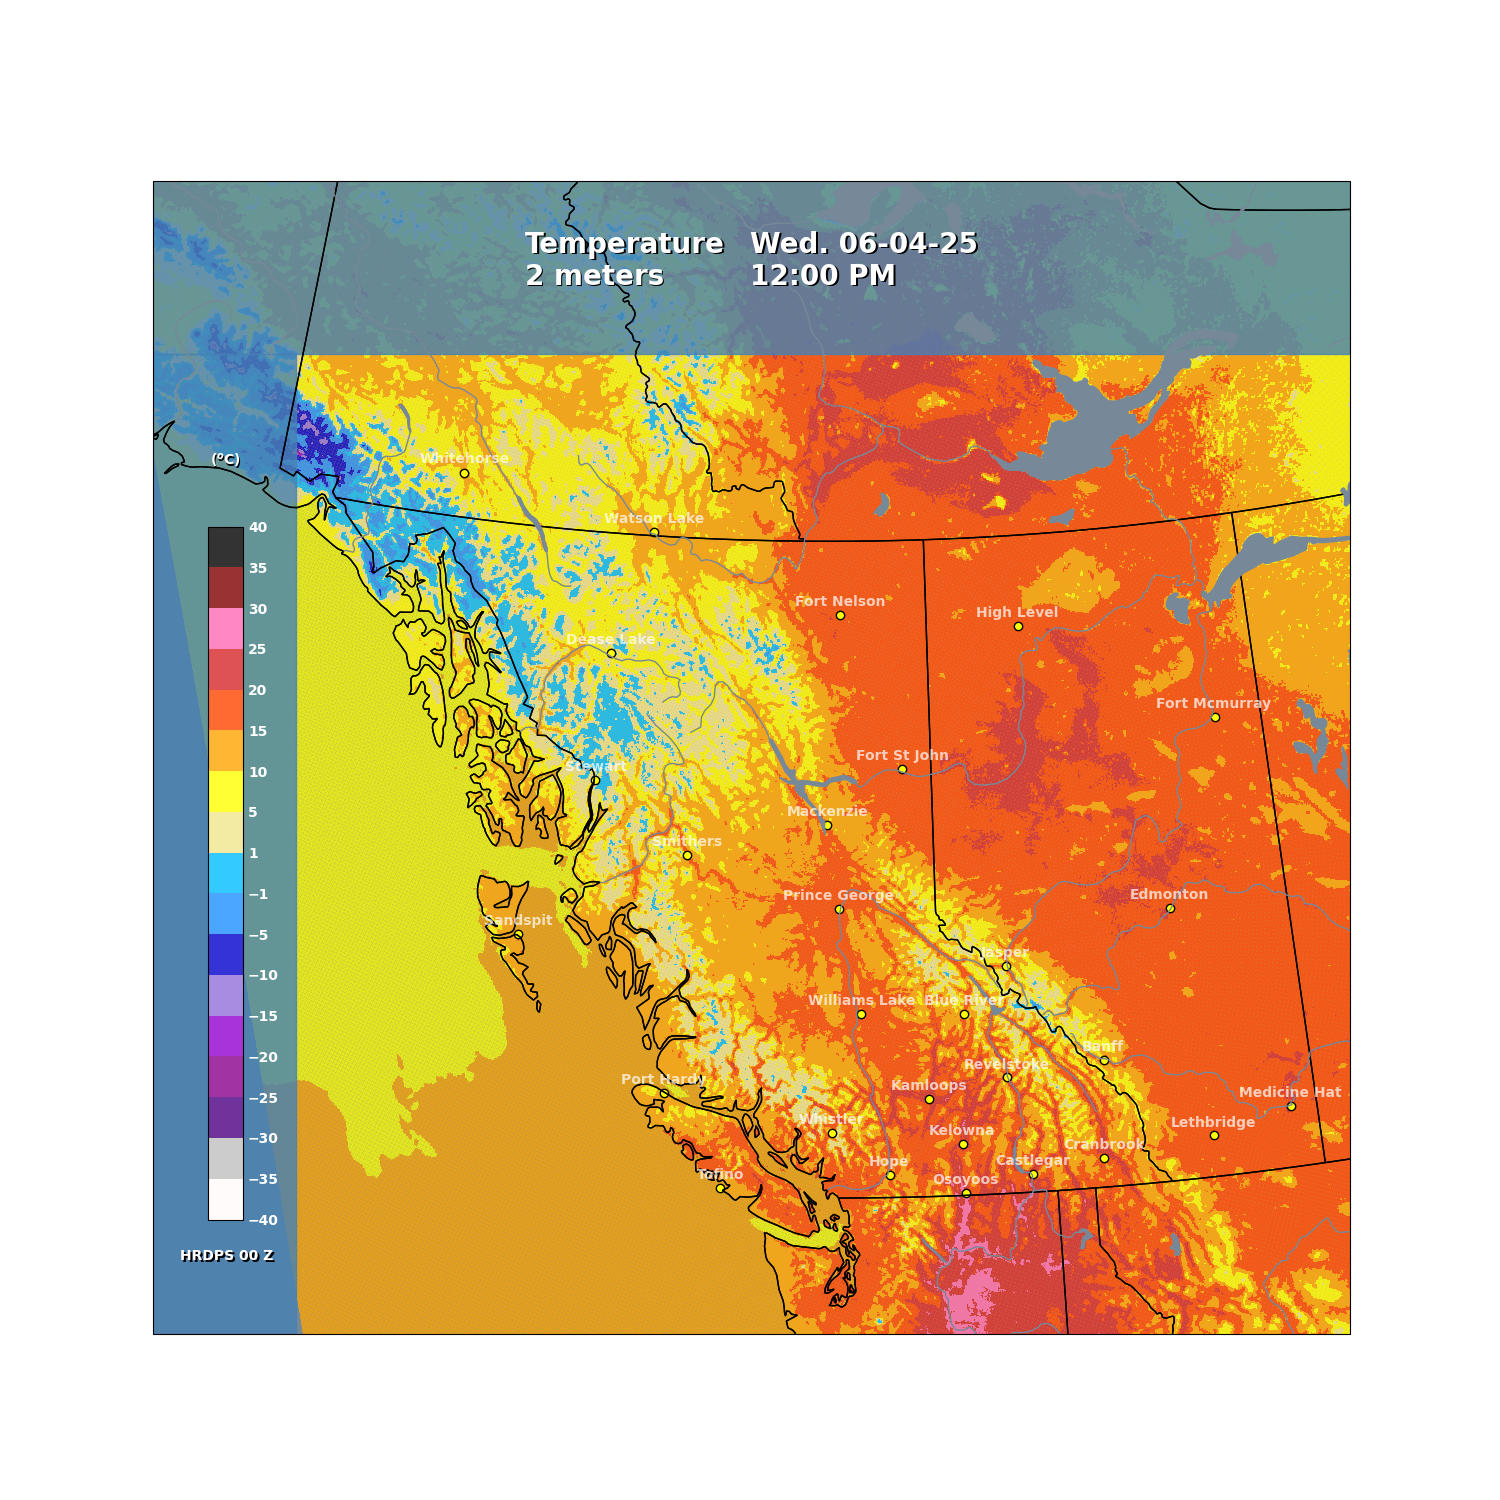 Temperature Wed. 06-04-25
2 meters 12:00 PM
Whitehorse
(°C)
Watson Lake
40
35
Fort Nelson
30
High Level
Dease Lake
25
20
Fort Mcmurray
15
Fort St John
Stewart
10
5
Mackenzie
Smithers
1
−1
Prince George
Edmonton
Sandspit
−5
Jasper
−10
Williams Lake
Blue River
−15
Banff
−20
Revelstoke
Port Hardy
Kamloops
Medicine Hat
−25
Whistler
Lethbridge
Kelowna
−30
Cranbrook
Hope
Castlegar
Tofino
−35
Osoyoos
−40
HRDPS 00 Z